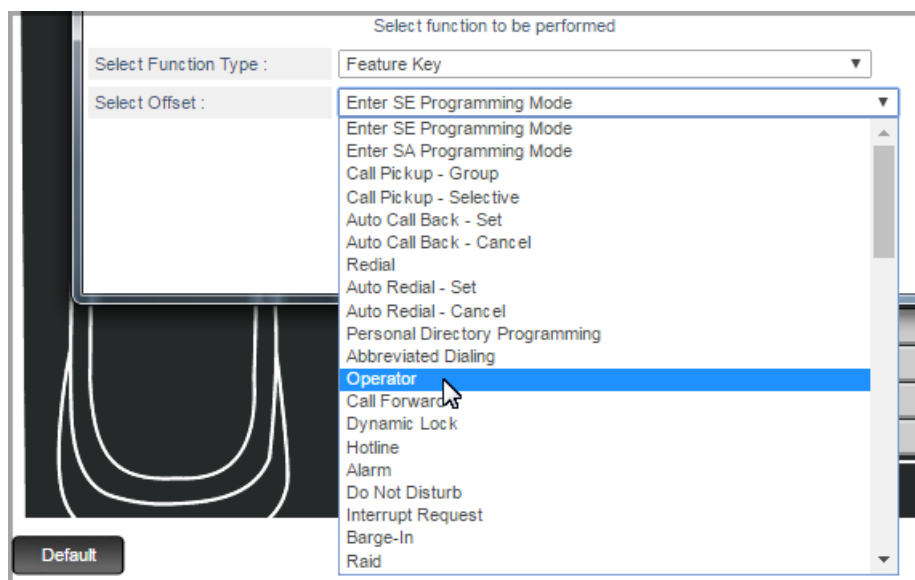 Select function to be performed
Select Function Type : Feature Key
Select Offset : Enter SE Programming Mode
Enter SE Programming Mode
Enter SA Programming Mode
Call Pickup - Group
Call Pickup - Selective
Auto Call Back - Set
Auto Call Back - Cancel
Redial
Auto Redial - Set
Auto Redial - Cancel
Personal Directory Programming
Abbreviated Dialing
Operator
Call Forward
Dynamic Lock
Hotline
Alarm
Do Not Disturb
Interrupt Request
Barge-In
Raid
Default